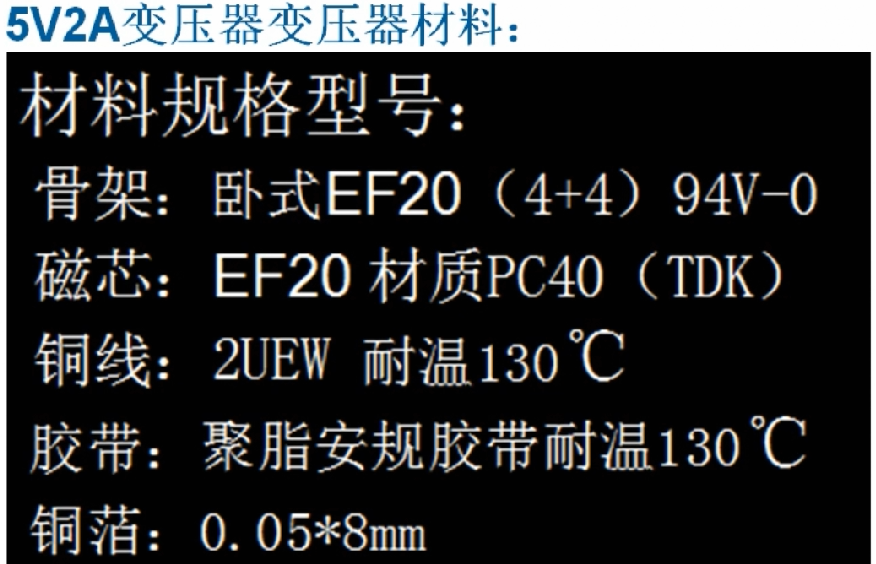 5V2A变压器变压器材料：
材料规格型号：
骨架：卧式EF20（4+4）94V-0
磁芯：EF20 材质PC40（TDK）
铜线：2UEW 耐温130℃
胶带：聚脂安规胶带耐温130℃
铜箔：0.05*8mm